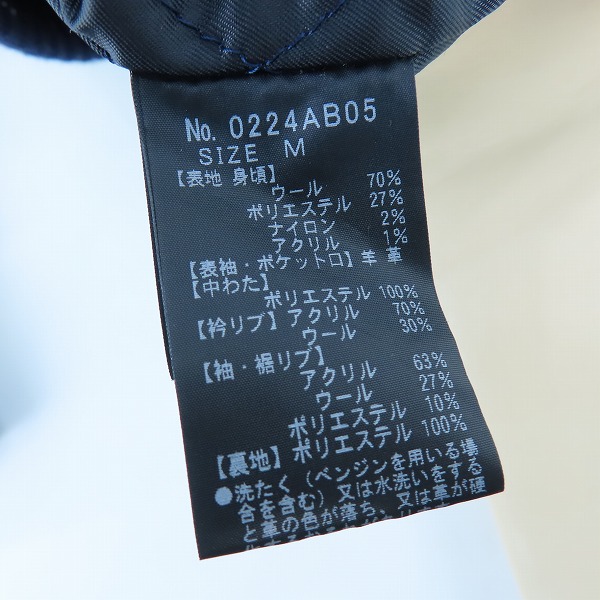 No. 0224AB05
SIZE M
【表地 身頃】
ウール 70%
ポリエステル 27%
ナイロン 2%
アクリル 1%
【表袖・ポケット口】羊革
【中わた】
ポリエステル 100%
【衿リブ】アクリル 70%
ウール 30%
【袖・裾リブ】
アクリル 63%
ウール 27%
ポリエステル 10%
【裏地】ポリエステル 100%
●洗たく（ベンジンを用いる場
合を含む）又は水洗いをする
と革の色が落ち、又は革が硬